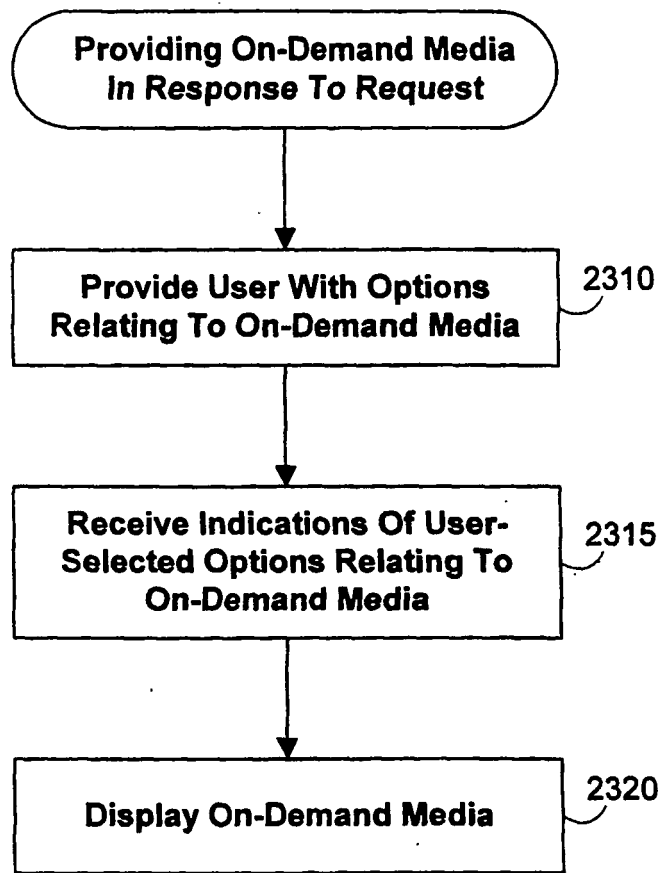 Providing On-Demand Media
In Response To Request
Provide User With Options
Relating To On-Demand Media
2310
Receive Indications Of User-
Selected Options Relating To
On-Demand Media
2315
Display On-Demand Media
2320